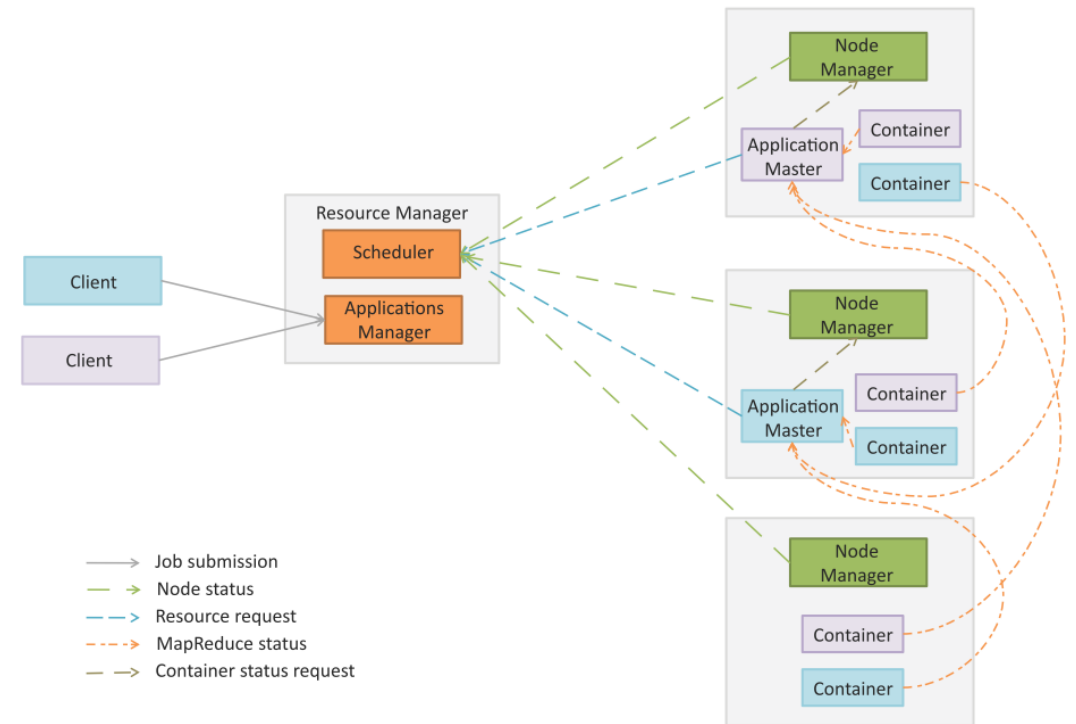 Node
Manager
Container
Application
Master
Container
Resource Manager
Scheduler
Client
Applications
Manager
Client
Node
Manager
Container
Application
Master
Container
Node
Manager
Container
Container
Job submission
Node status
Resource request
MapReduce status
Container status request